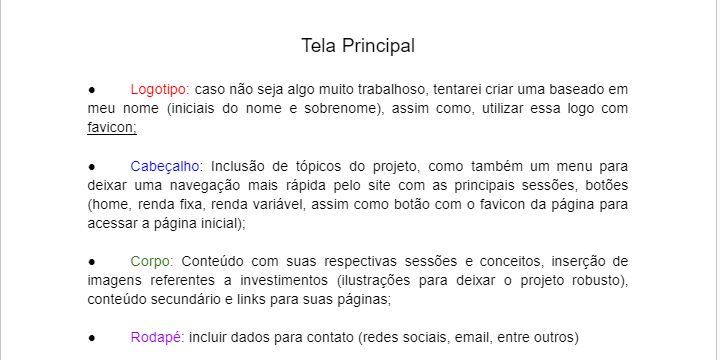 Tela Principal
● Logotipo: caso não seja algo muito trabalhoso, tentarei criar uma baseado em
meu nome (iniciais do nome e sobrenome), assim como, utilizar essa logo com
favicon;
● Cabeçalho: Inclusão de tópicos do projeto, como também um menu para
deixar uma navegação mais rápida pelo site com as principais sessões, botões
(home, renda fixa, renda variável, assim como botão com o favicon da página para
acessar a página inicial);
● Corpo: Conteúdo com suas respectivas sessões e conceitos, inserção de
imagens referentes a investimentos (ilustrações para deixar o projeto robusto),
conteúdo secundário e links para suas páginas;
● Rodapé: incluir dados para contato (redes sociais, email, entre outros)